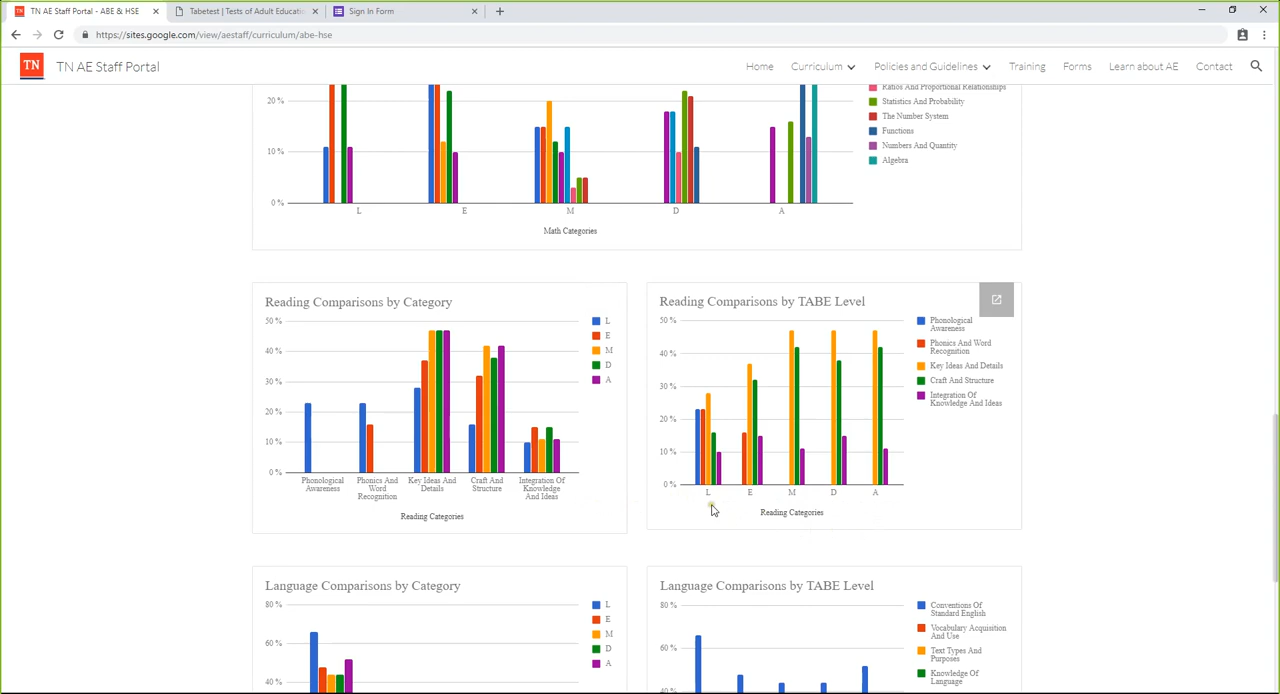 TN AE Staff Portal - ABE & HSE
Tabetest | Tests of Adult Educatio
Sign In Form
https://sites.google.com/view/aestaff/curriculum/abe-hse
TN
TN AE Staff Portal
Home
Curriculum
Policies and Guidelines
Training
Forms
Learn about AE
Contact
20 %
10 %
0 %
L
E
M
D
A
Math Categories
Ratios And Proportional Relationships
Statistics And Probability
The Number System
Functions
Numbers And Quantity
Algebra
Reading Comparisons by Category
50 %
40 %
30 %
20 %
10 %
0 %
Phonological
Awareness
Phonics And
Word
Recognition
Key Ideas And
Details
Craft And
Structure
Integration Of
Knowledge
And Ideas
Reading Categories
L
E
M
D
A
Reading Comparisons by TABE Level
50 %
40 %
30 %
20 %
10 %
0 %
L
E
M
D
A
Reading Categories
Phonological
Awareness
Phonics And Word
Recognition
Key Ideas And Details
Craft And Structure
Integration Of
Knowledge And Ideas
Language Comparisons by Category
80 %
60 %
40 %
L
E
M
D
A
Language Comparisons by TABE Level
80 %
60 %
40 %
Conventions Of
Standard English
Vocabulary Acquisition
And Use
Text Types And
Purposes
Knowledge Of
Language